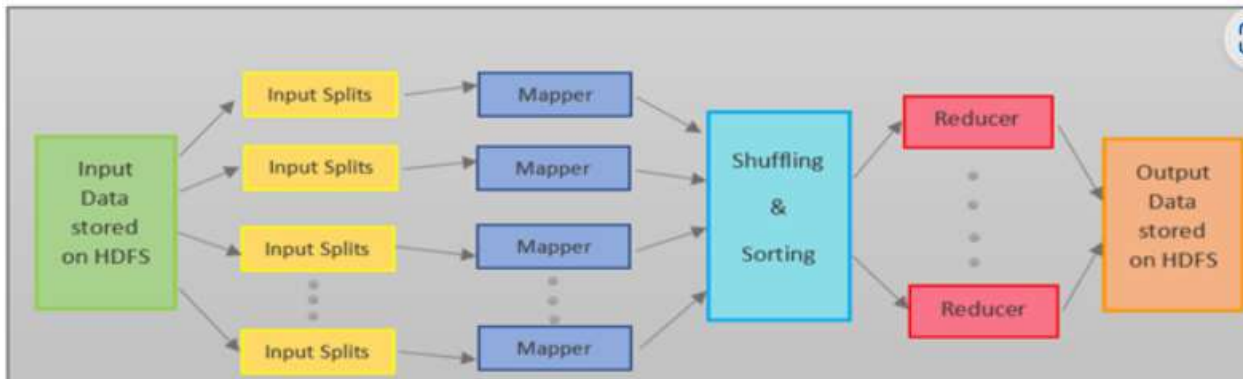 Input
Data
stored
on HDFS
Input Splits
Input Splits
Input Splits
Input Splits
Mapper
Mapper
Mapper
Mapper
Shuffling
&
Sorting
Reducer
Reducer
Output
Data
stored
on HDFS